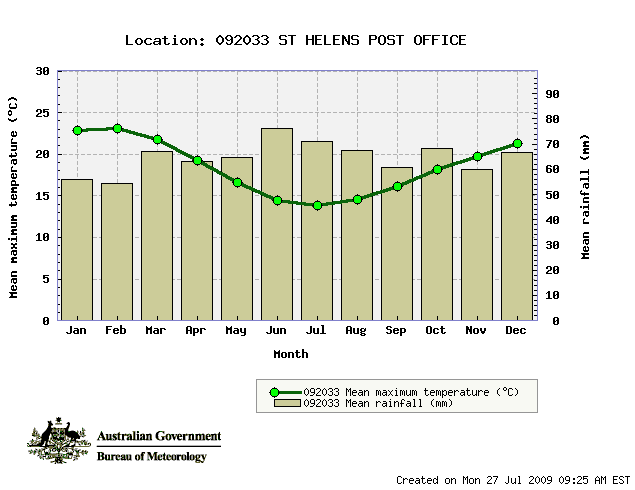 Location: 092033 ST HELENS POST OFFICE
Mean maximum temperature (°C)
30
25
20
15
10
5
0
90
80
70
60
50
40
30
20
10
0
Mean rainfall (mm)
Jan Feb Mar Apr May Jun Jul Aug Sep Oct Nov Dec
Month
092033 Mean maximum temperature (°C)
092033 Mean rainfall (mm)
Australian Government
Bureau of Meteorology
Created on Mon 27 Jul 2009 09:25 AM EST